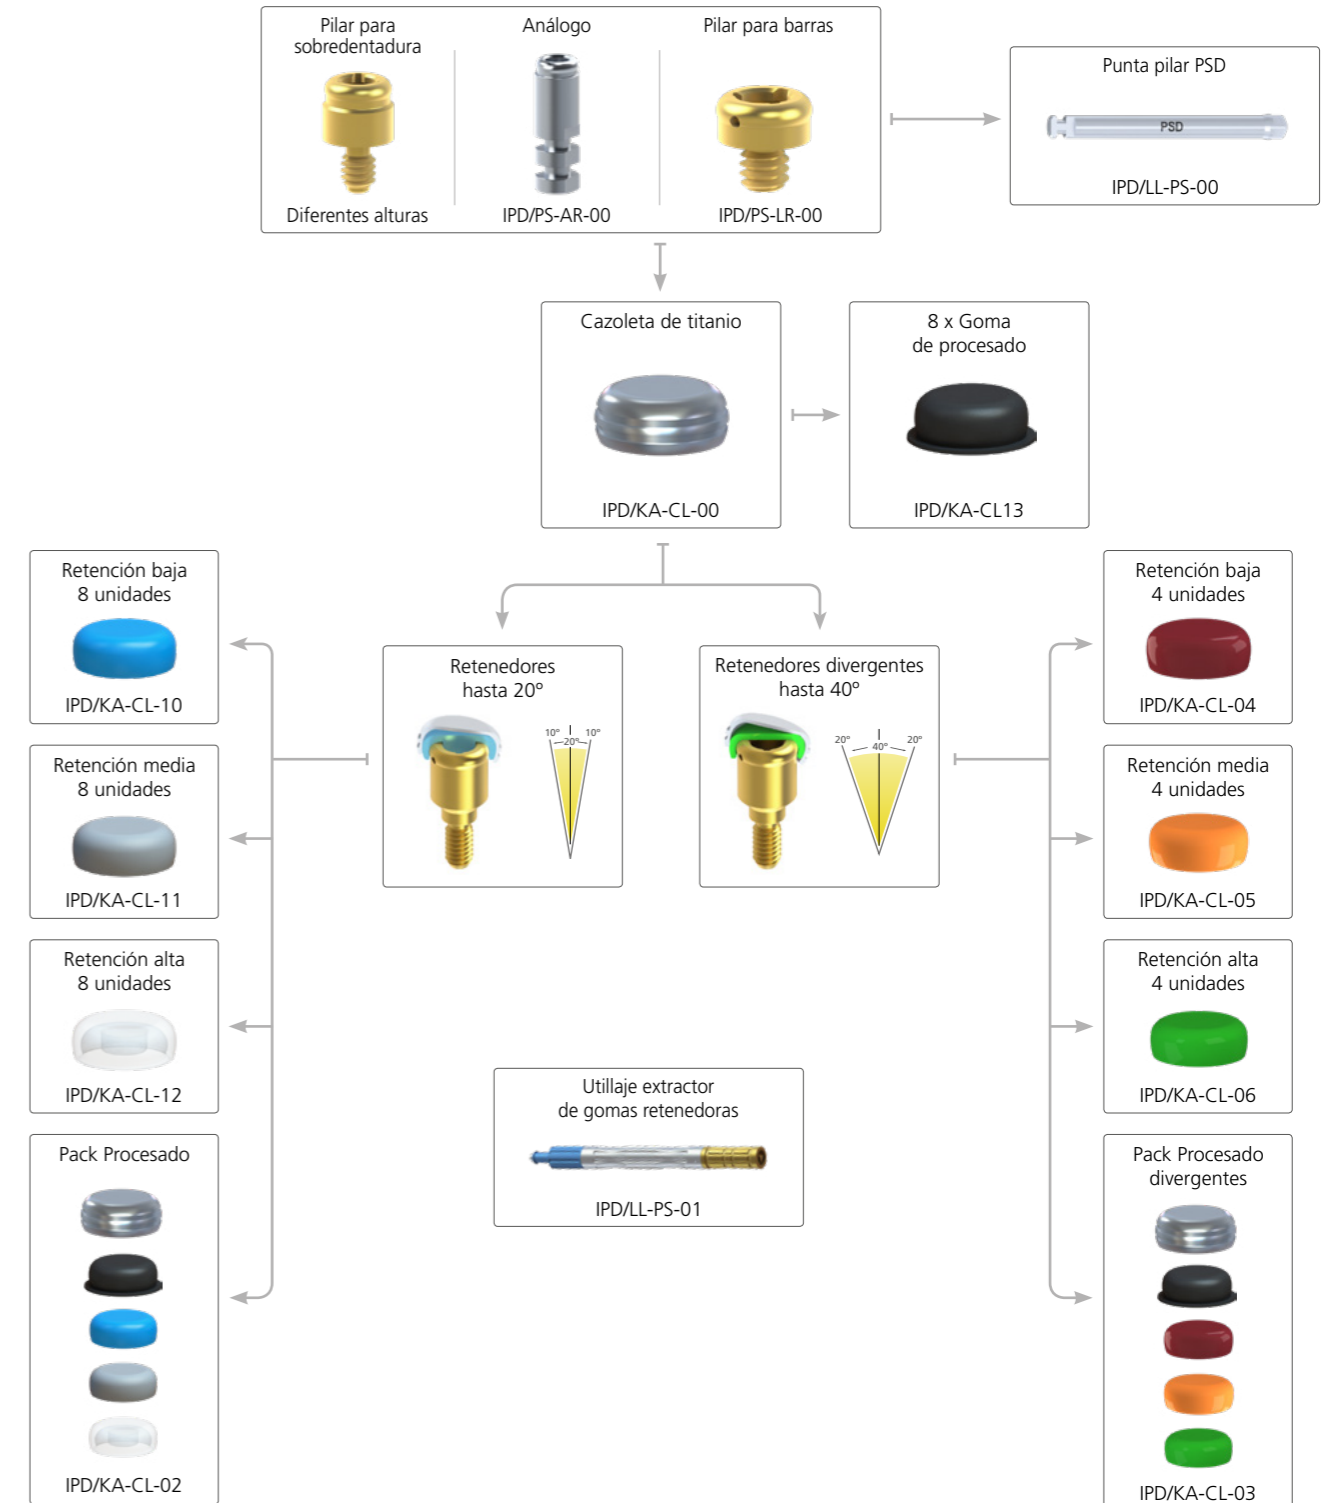 Pilar para
sobredentadura
Diferentes alturas
Análogo
IPD/PS-AR-00
Pilar para barras
IPD/PS-LR-00
Punta pilar PSD
PSD
IPD/LL-PS-00
Cazoleta de titanio
IPD/KA-CL-00
8 x Goma
de procesado
IPD/KA-CL13
Retención baja
8 unidades
IPD/KA-CL-10
Retención media
8 unidades
IPD/KA-CL-11
Retención alta
8 unidades
IPD/KA-CL-12
Pack Procesado
IPD/KA-CL-02
Retenedores
hasta 20º
10º 10º
20º
Retenedores divergentes
hasta 40º
20º 20º
40º
Utillaje extractor
de gomas retenedoras
IPD/LL-PS-01
Retención baja
4 unidades
IPD/KA-CL-04
Retención media
4 unidades
IPD/KA-CL-05
Retención alta
4 unidades
IPD/KA-CL-06
Pack Procesado
divergentes
IPD/KA-CL-03